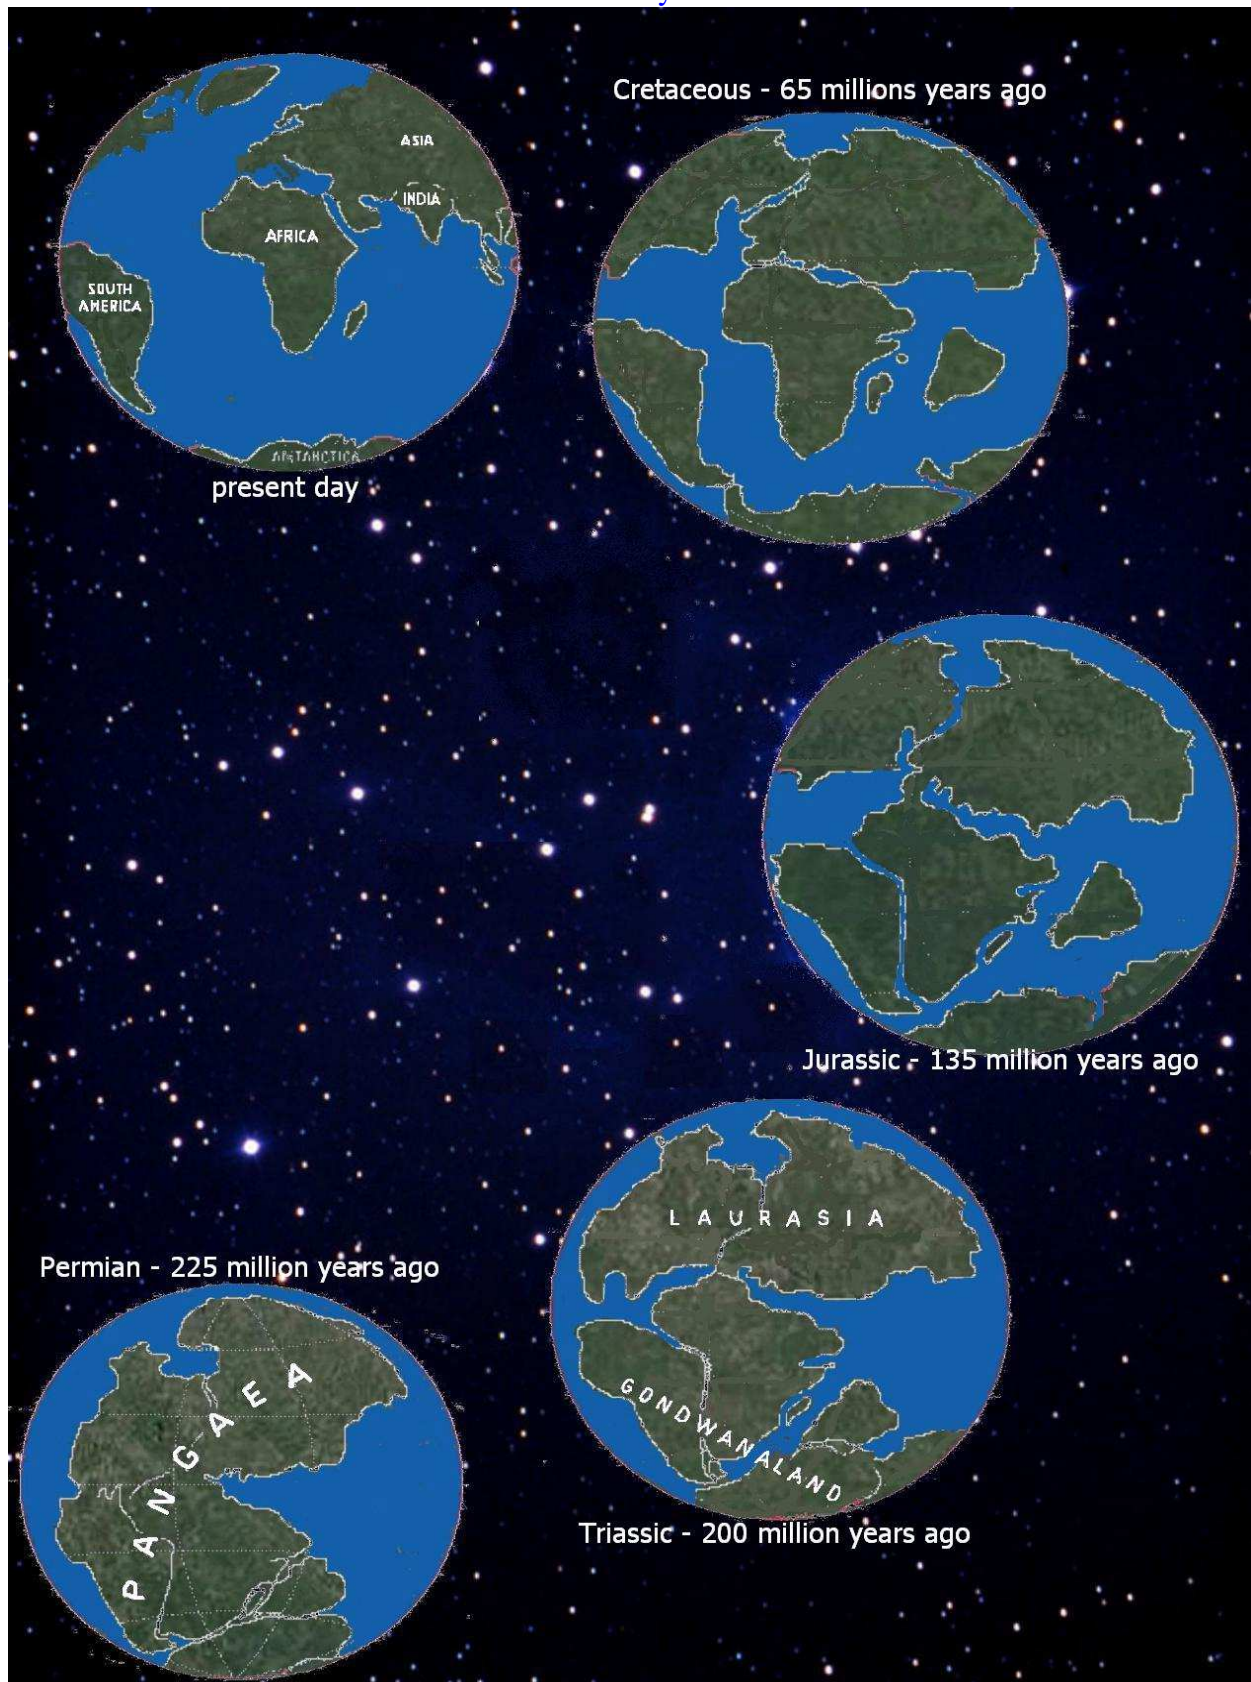 Cretaceous - 65 millions years ago
ASIA
INDIA
AFRICA
SOUTH
AMERICA
ANTARCTICA
present day
Jurassic - 135 million years ago
LAURASIA
GONDWANALAND
Triassic - 200 million years ago
Permian - 225 million years ago
PANGAEA